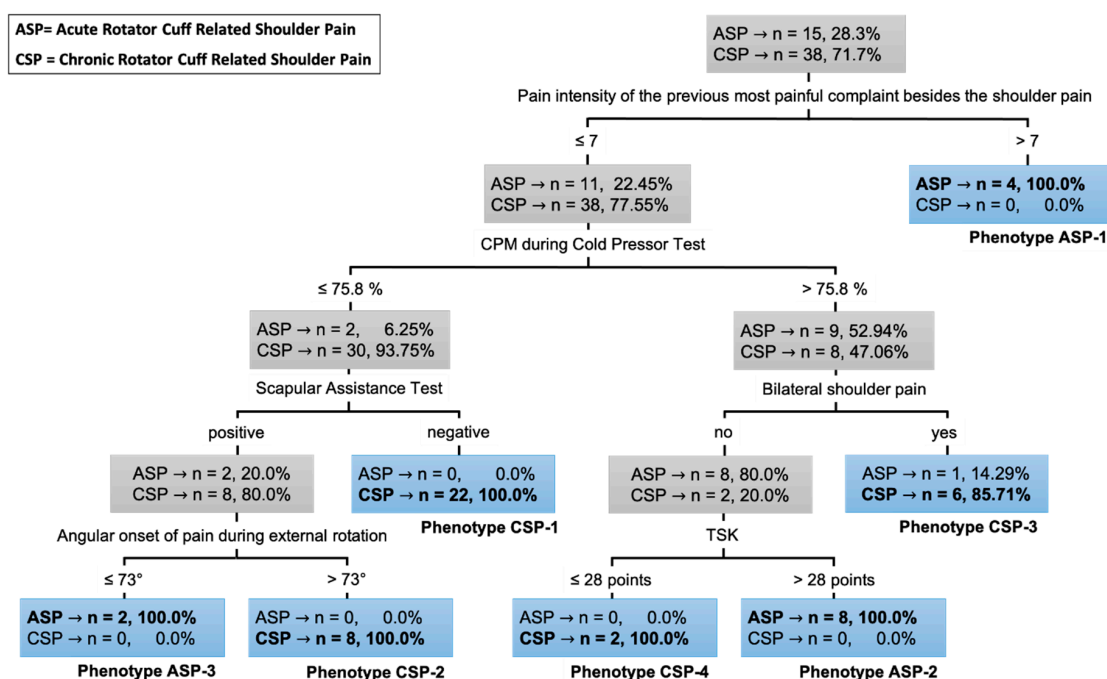 ASP= Acute Rotator Cuff Related Shoulder Pain
CSP = Chronic Rotator Cuff Related Shoulder Pain
ASP → n = 15, 28.3%
CSP → n = 38, 71.7%
Pain intensity of the previous most painful complaint besides the shoulder pain
≤ 7
> 7
ASP → n = 11, 22.45%
CSP → n = 38, 77.55%
ASP → n = 4, 100.0%
CSP → n = 0, 0.0%
Phenotype ASP-1
CPM during Cold Pressor Test
≤ 75.8 %
> 75.8 %
ASP → n = 2, 6.25%
CSP → n = 30, 93.75%
ASP → n = 9, 52.94%
CSP → n = 8, 47.06%
Scapular Assistance Test
Bilateral shoulder pain
positive
negative
no
yes
ASP → n = 2, 20.0%
CSP → n = 8, 80.0%
ASP → n = 0, 0.0%
CSP → n = 22, 100.0%
Phenotype CSP-1
ASP → n = 8, 80.0%
CSP → n = 2, 20.0%
ASP → n = 1, 14.29%
CSP → n = 6, 85.71%
Phenotype CSP-3
Angular onset of pain during external rotation
TSK
≤ 73°
> 73°
≤ 28 points
> 28 points
ASP → n = 2, 100.0%
CSP → n = 0, 0.0%
Phenotype ASP-3
ASP → n = 0, 0.0%
CSP → n = 8, 100.0%
Phenotype CSP-2
ASP → n = 0, 0.0%
CSP → n = 2, 100.0%
Phenotype CSP-4
ASP → n = 8, 100.0%
CSP → n = 0, 0.0%
Phenotype ASP-2